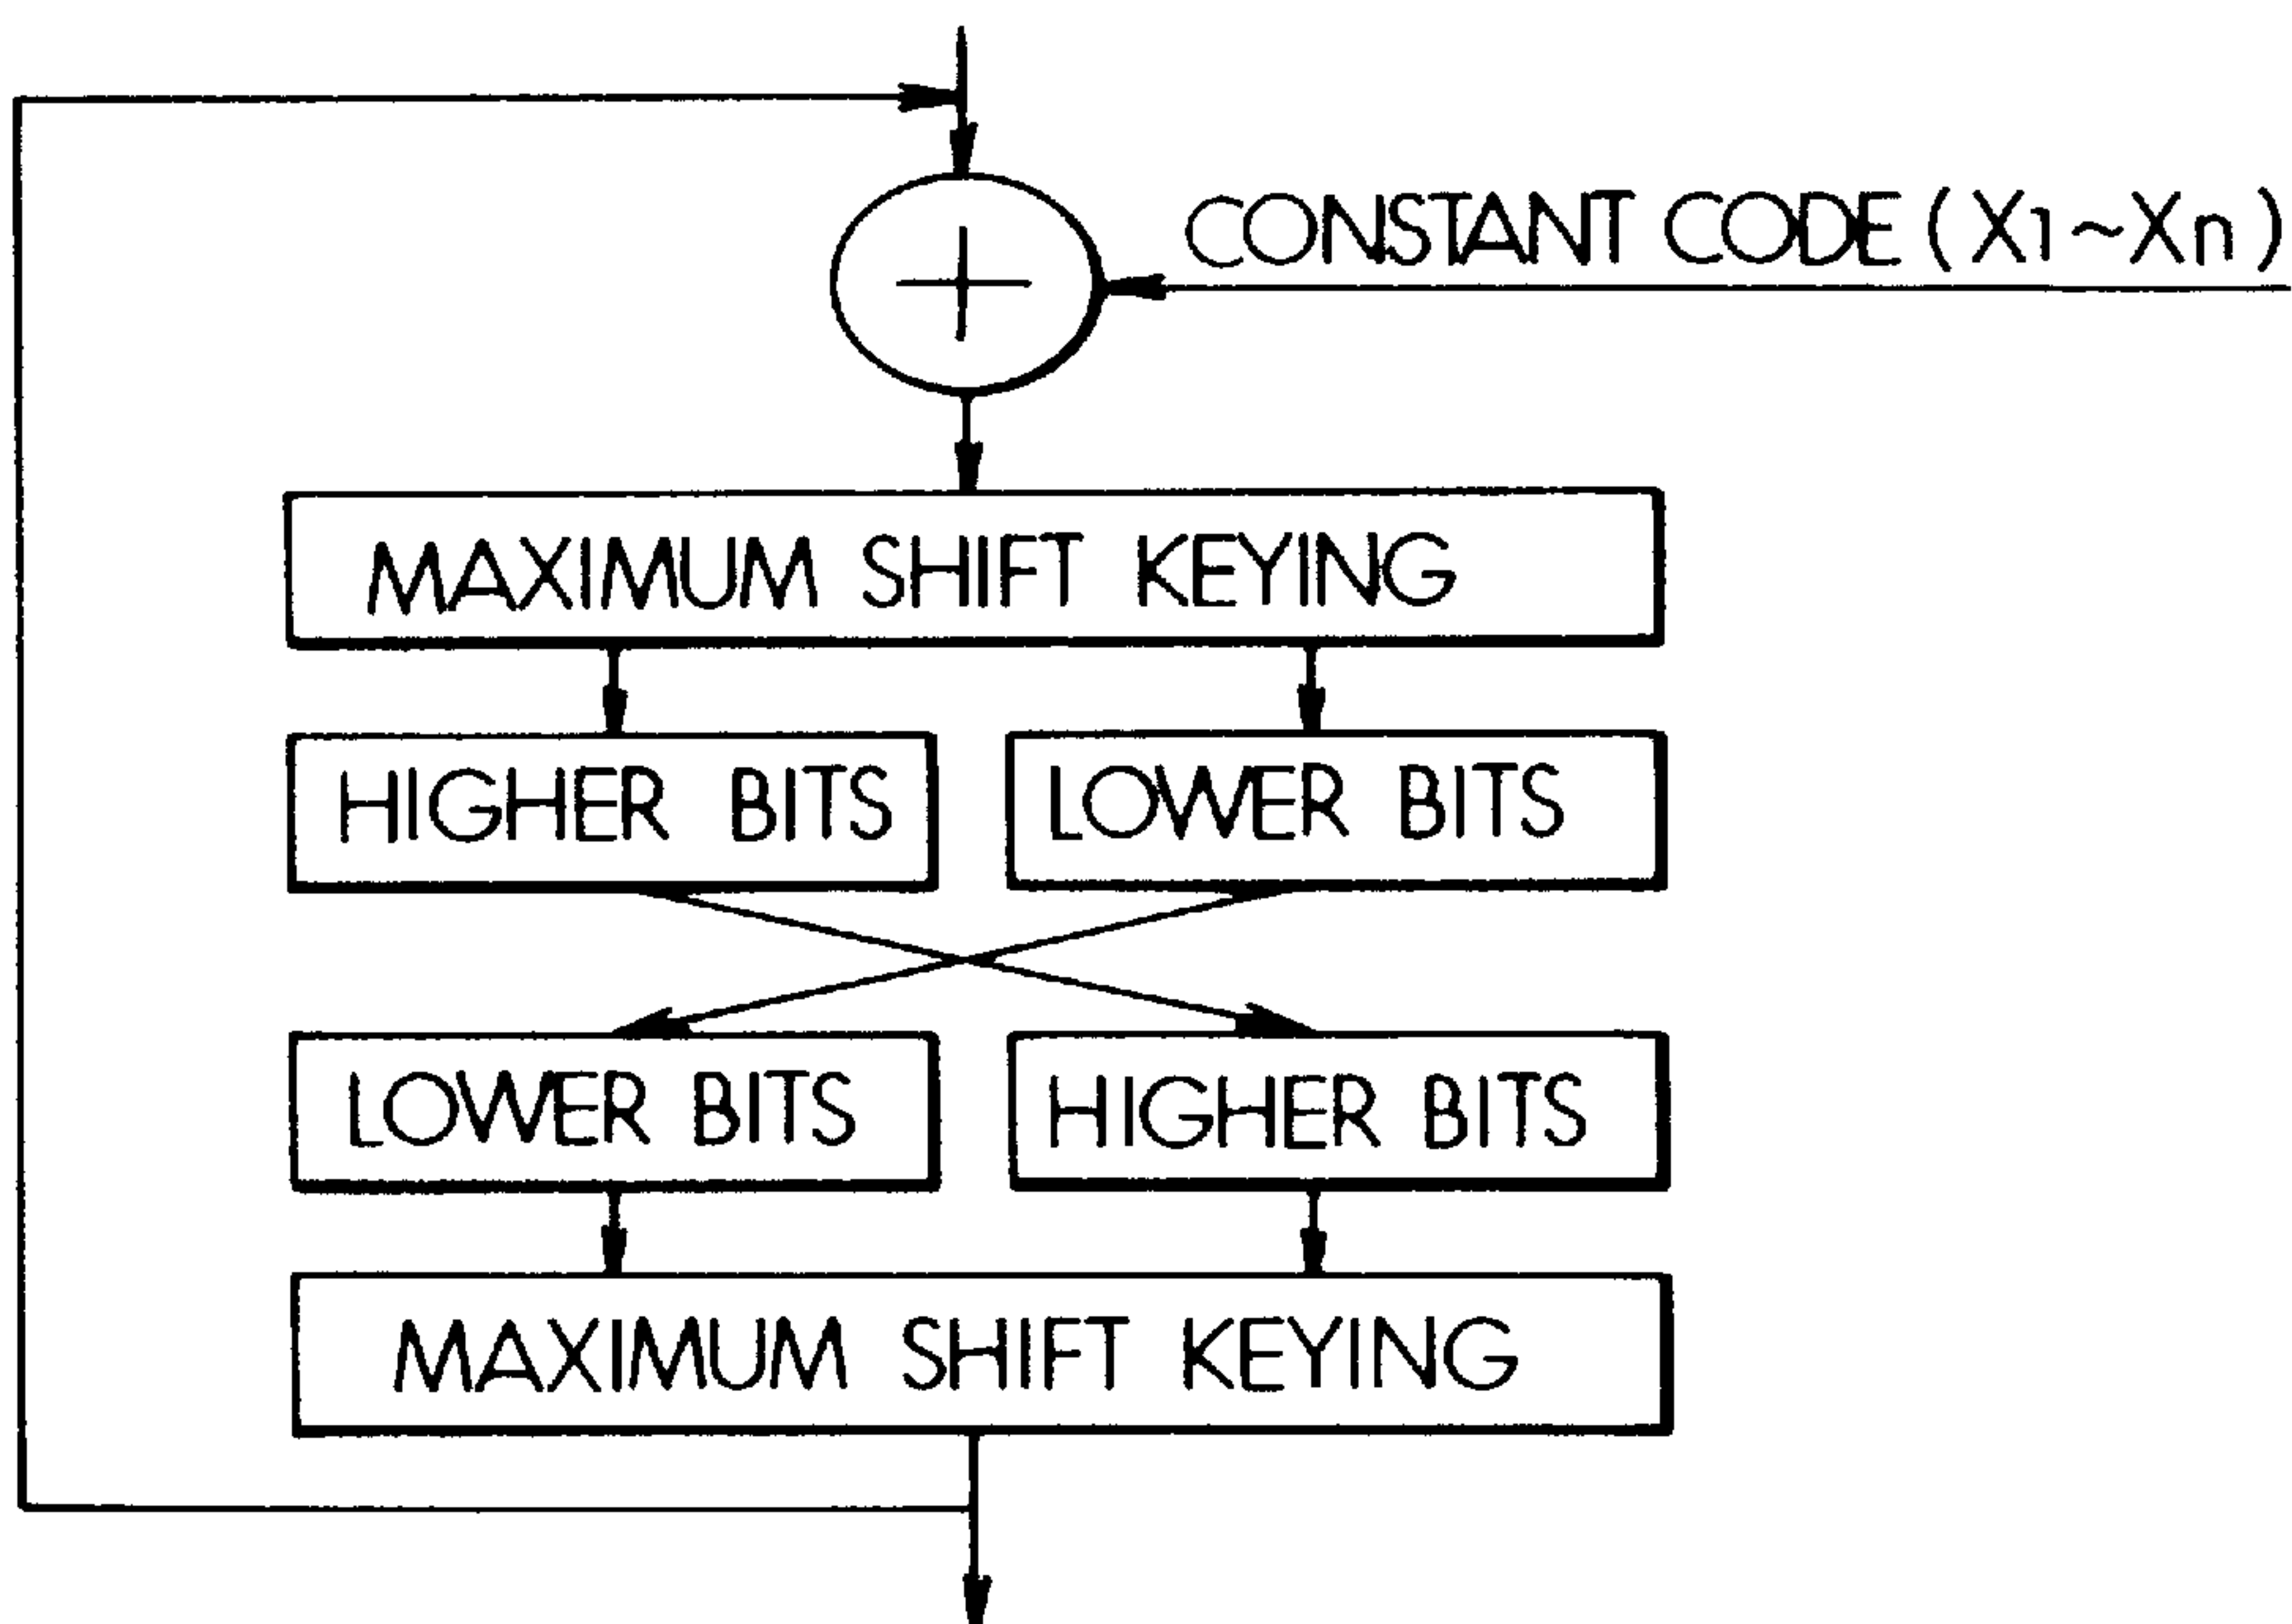 CONSTANT CODE (X1~Xn)
MAXIMUM SHIFT KEYING
HIGHER BITS
LOWER BITS
LOWER BITS
HIGHER BITS
MAXIMUM SHIFT KEYING